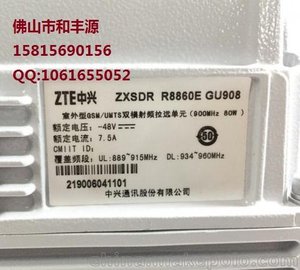 佛山市和丰源
15815690156
QQ:1061655052
ZTE中兴 ZXSDR R8860E GU908
室外型GSM/UMTS双模射频拉远单元(900MHz 80W)
额定电压:-48V
额定电流:7.5A
CMIIT ID:
覆盖频段: UL:889~915MHz DL:934~960MHz
50
219006041101
中兴通讯股份有限公司